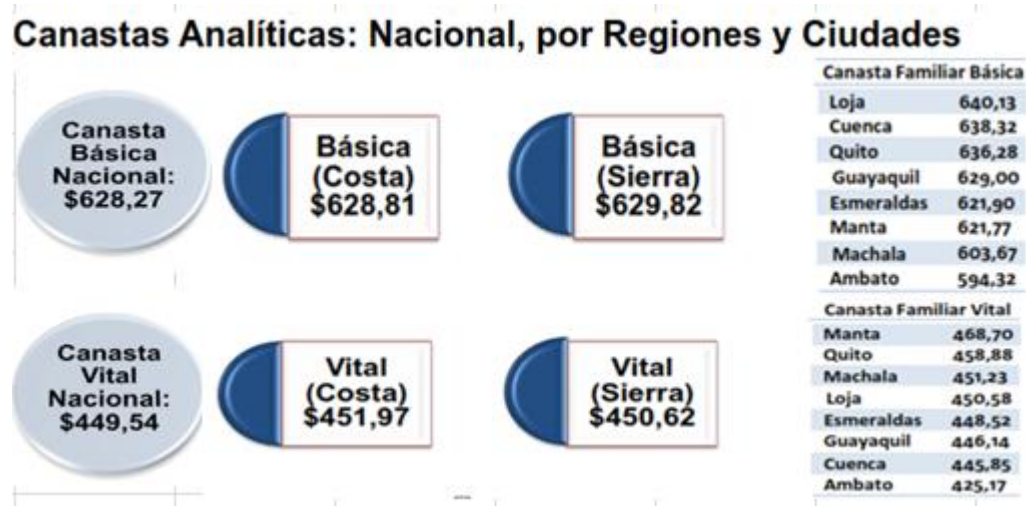 Canastas Analíticas: Nacional, por Regiones y Ciudades
Canasta
Básica
Nacional:
$628,27
Básica
(Costa)
$628,81
Básica
(Sierra)
$629,82
Canasta Familiar Básica
Loja 640,13
Cuenca 638,32
Quito 636,28
Guayaquil 629,00
Esmeraldas 621,90
Manta 621,77
Machala 603,67
Ambato 594,32
Canasta
Vital
Nacional:
$449,54
Vital
(Costa)
$451,97
Vital
(Sierra)
$450,62
Canasta Familiar Vital
Manta 468,70
Quito 458,88
Machala 451,23
Loja 450,58
Esmeraldas 448,52
Guayaquil 446,14
Cuenca 445,85
Ambato 425,17